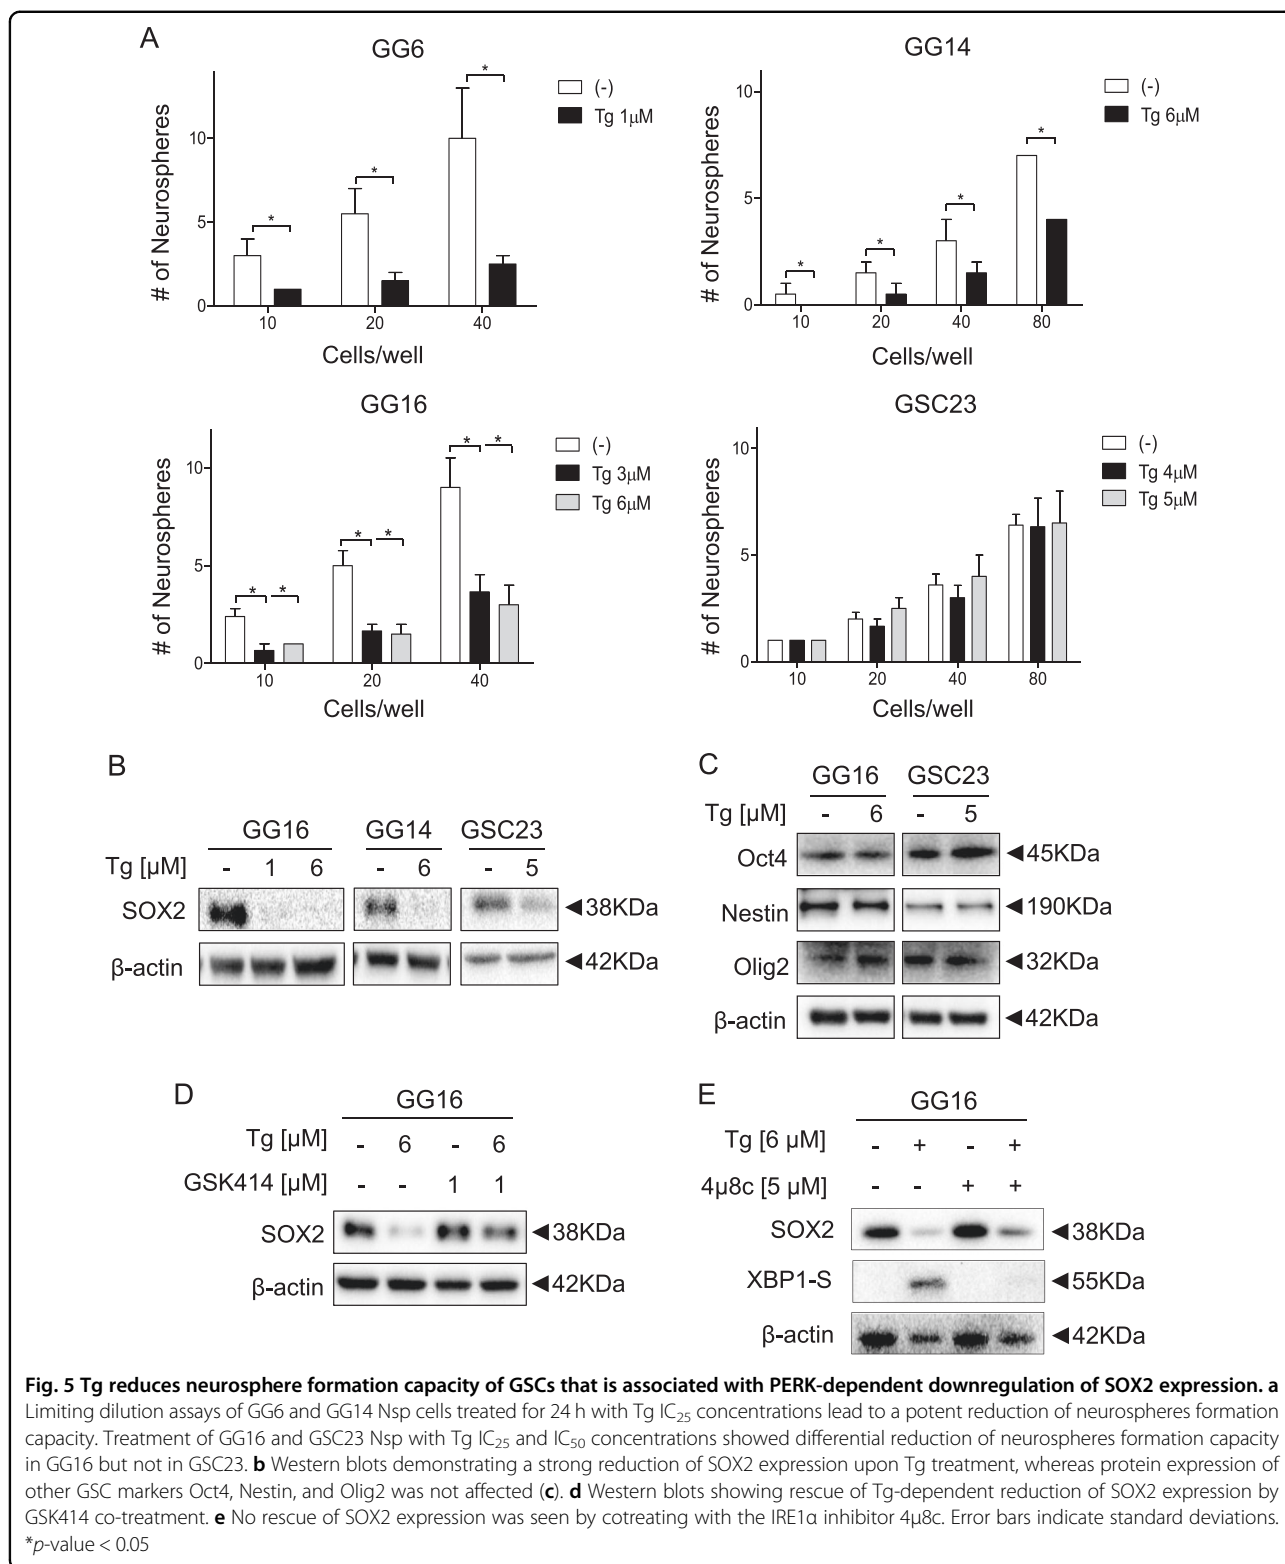 A
GG6
# of Neurospheres
10
5
0
* * *
(-)
Tg 1µM
10 20 40
Cells/well
GG14
# of Neurospheres
10
5
0
* * * *
(-)
Tg 6µM
10 20 40 80
Cells/well
GG16
# of Neurospheres
10
5
0
* * * * * *
(-)
Tg 3µM
Tg 6µM
10 20 40
Cells/well
GSC23
# of Neurospheres
10
5
0
(-)
Tg 4µM
Tg 5µM
10 20 40 80
Cells/well
B
GG16 GG14 GSC23
Tg [µM] - 1 6 - 6 - 5
SOX2 ◄38KDa
β-actin ◄42KDa
C
GG16 GSC23
Tg [µM] - 6 - 5
Oct4 ◄45KDa
Nestin ◄190KDa
Olig2 ◄32KDa
β-actin ◄42KDa
D
GG16
Tg [µM] - 6 - 6
GSK414 [µM] - - 1 1
SOX2 ◄38KDa
β-actin ◄42KDa
E
GG16
Tg [6 µM] - + - +
4µ8c [5 µM] - - + +
SOX2 ◄38KDa
XBP1-S ◄55KDa
β-actin ◄42KDa
Fig. 5 Tg reduces neurosphere formation capacity of GSCs that is associated with PERK-dependent downregulation of SOX2 expression. a
Limiting dilution assays of GG6 and GG14 Nsp cells treated for 24 h with Tg IC25 concentrations lead to a potent reduction of neurospheres formation
capacity. Treatment of GG16 and GSC23 Nsp with Tg IC25 and IC50 concentrations showed differential reduction of neurospheres formation capacity
in GG16 but not in GSC23. b Western blots demonstrating a strong reduction of SOX2 expression upon Tg treatment, whereas protein expression of
other GSC markers Oct4, Nestin, and Olig2 was not affected (c). d Western blots showing rescue of Tg-dependent reduction of SOX2 expression by
GSK414 co-treatment. e No rescue of SOX2 expression was seen by cotreating with the IRE1α inhibitor 4µ8c. Error bars indicate standard deviations.
*p-value < 0.05